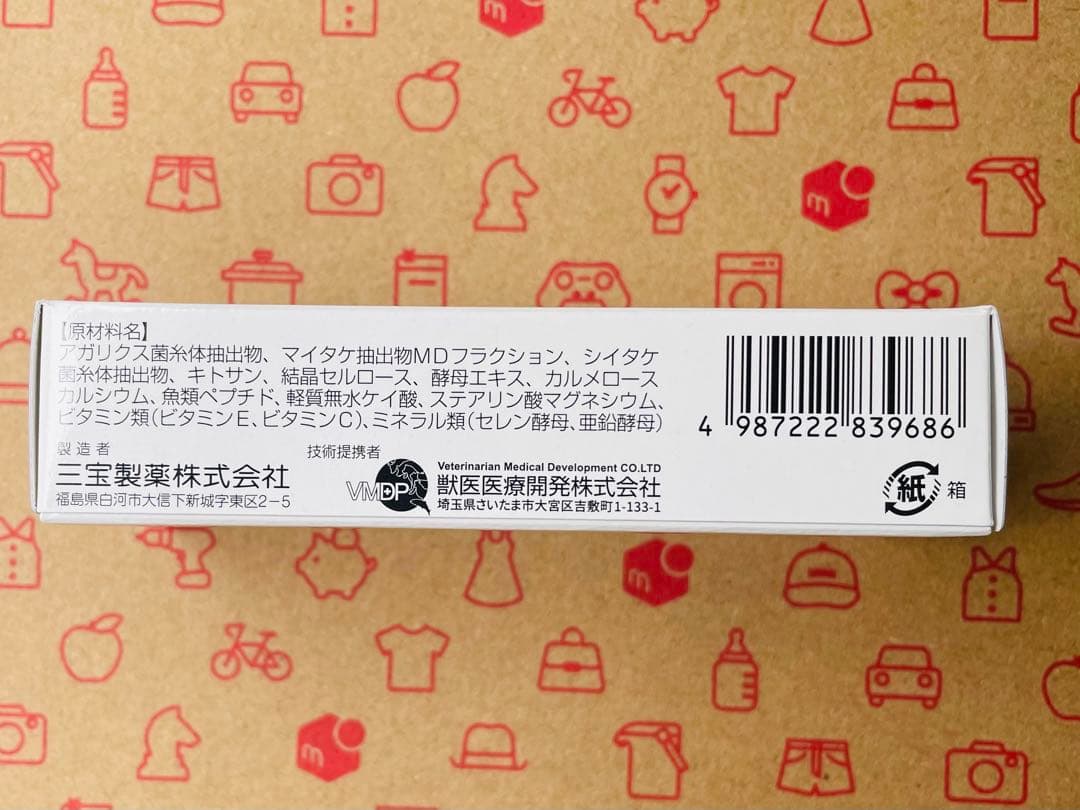 【原材料名】
アガリクス菌糸体抽出物、マイタケ抽出物MDフラクション、シイタケ
菌糸体抽出物、キトサン、結晶セルロース、酵母エキス、カルメロース
カルシウム、魚類ペプチド、軽質無水ケイ酸、ステアリン酸マグネシウム、
ビタミン類(ビタミンE、ビタミンC)、ミネラル類(セレン酵母、亜鉛酵母)
製造者
三宝製薬株式会社
福島県白河市大信下新城字東区2-5
技術提携者
VMDP
Veterinarian Medical Development CO.LTD
獣医医療開発株式会社
埼玉県さいたま市大宮区吉敷町1-133-1
4 987222 839686
紙 箱
m
m
m
m